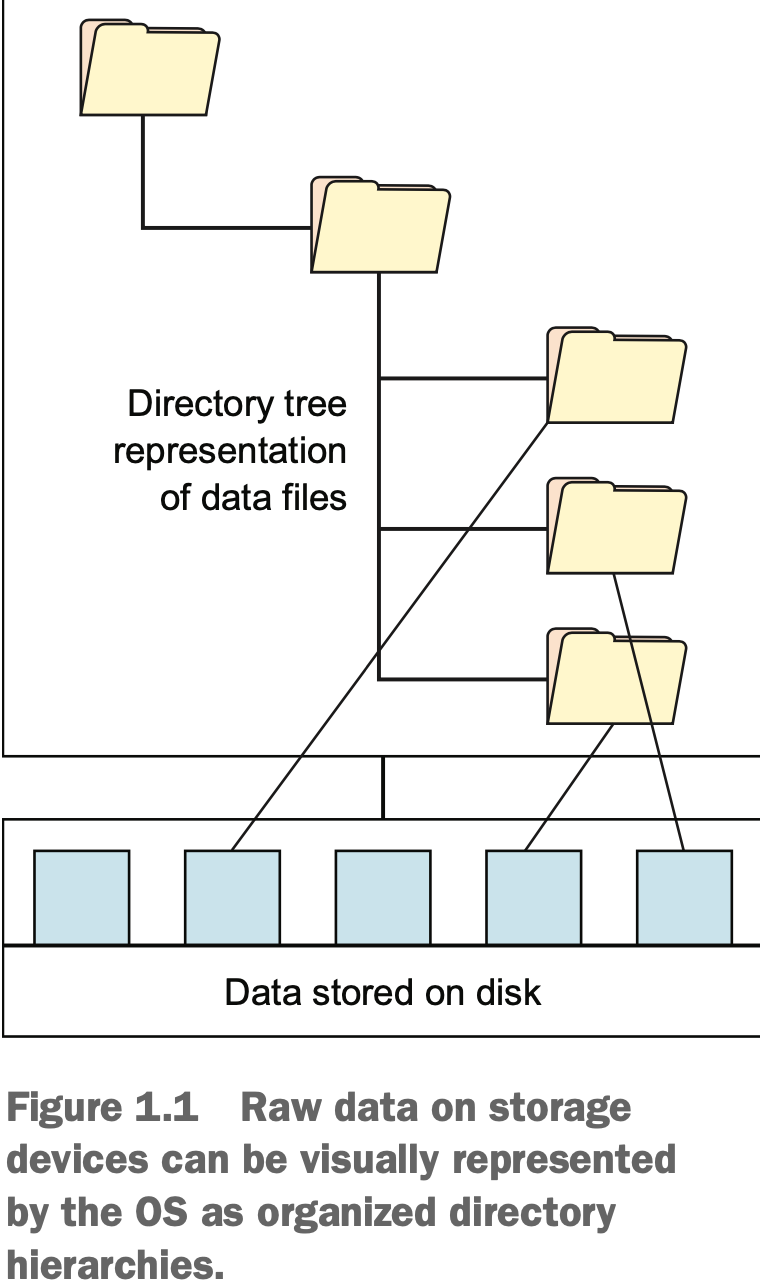 Directory tree
representation
of data files
Data stored on disk
Figure 1.1 Raw data on storage
devices can be visually represented
by the OS as organized directory
hierarchies.